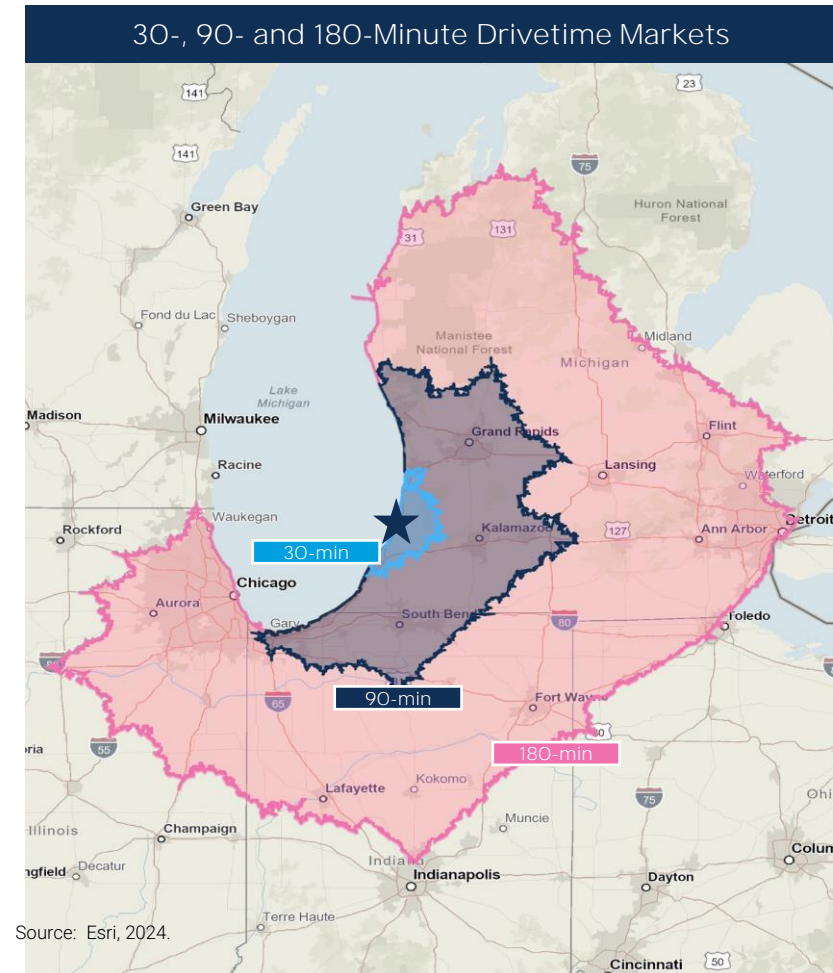 30-, 90- and 180-Minute Drivetime Markets
141
23
141
75
Green Bay
Huron National
Forest
31
131
Fond du Lac
Sheboygan
Midland
Manistee
National Forest
Michigan
Lake
Michigan
Madison
Milwaukee
Grand Rapids
Flint
Racine
Lansing
Waterford
Waukegan
Rockford
Kalamazoo
127
Ann Arbor
Detroit
30-min
Chicago
Aurora
Gary
South Bend
80
Toledo
90-min
65
Fort Wayne
55
180-min
Kokomo
Lafayette
75
Ohi
Illinois
Champaign
Muncie
Colum
ngfield
Decatur
Indiana
Indianapolis
Dayton
Terre Haute
Source: Esri, 2024.
Cincinnati
50